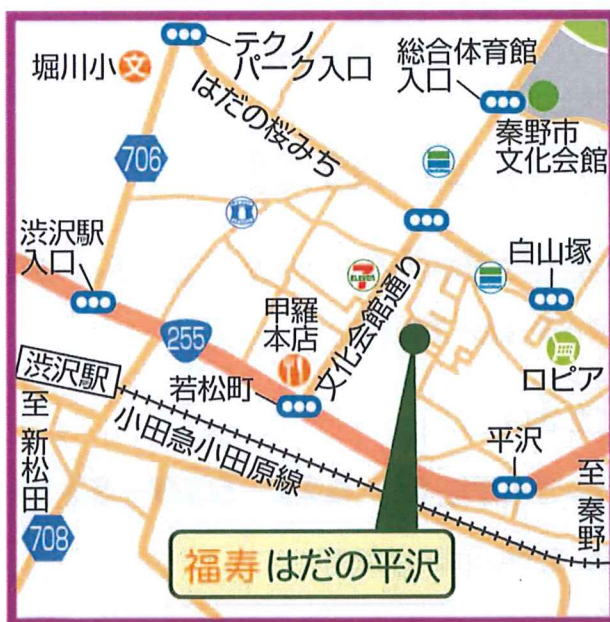 テクノ
パーク入口
堀川小
文
総合体育館
入口
はだの桜みち
秦野市
文化会館
706
渋沢駅
入口
7
ELEVEN
白山塚
文化会館通り
甲羅
本店
255
ロピア
渋沢駅
若松町
至新松田
小田急小田原線
平沢
至秦野
708
福寿はだの平沢